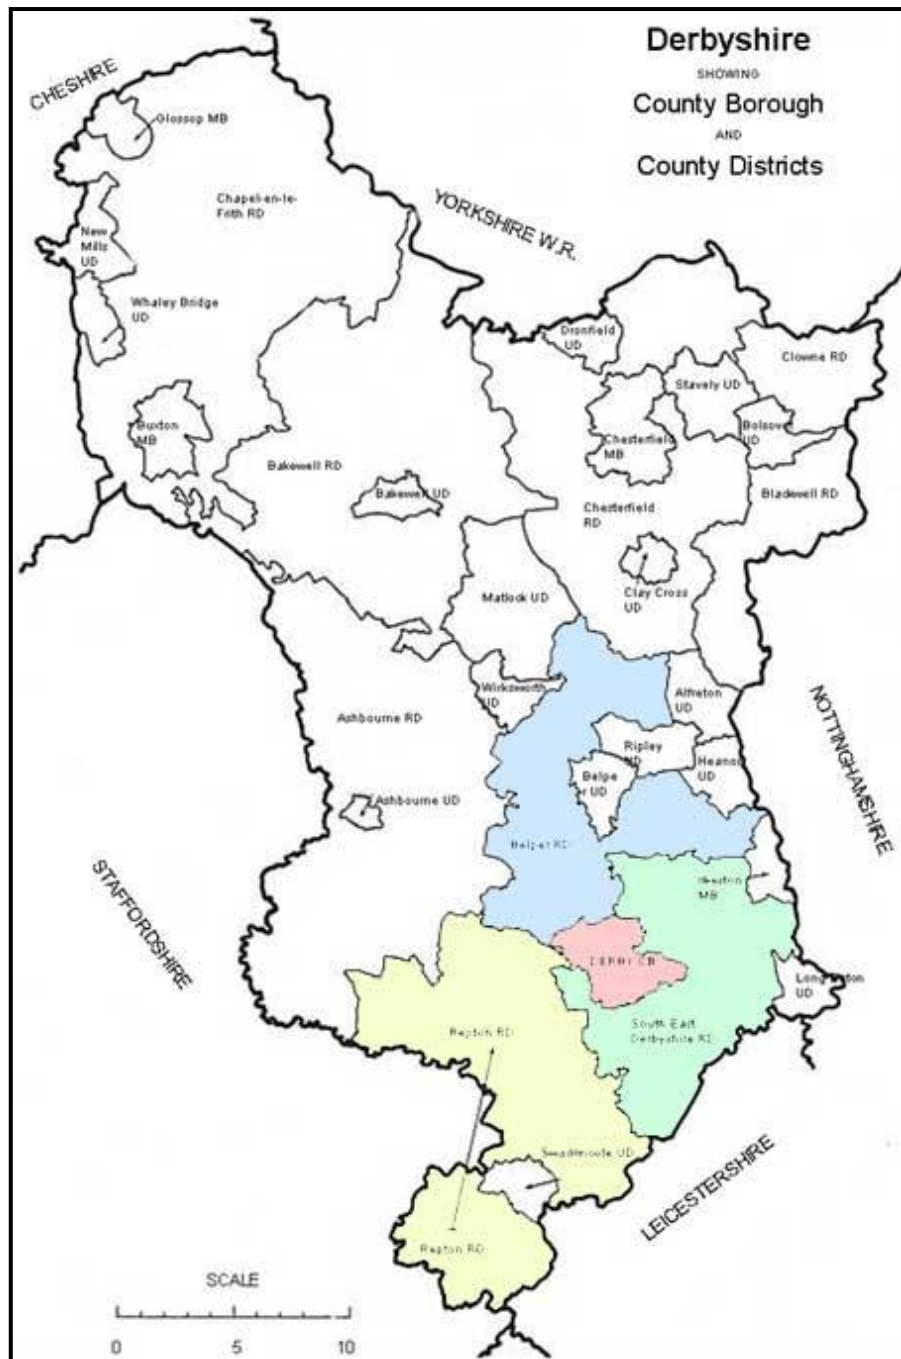 Derbyshire
SHOWING
County Borough
AND
County Districts
CHESHIRE
Glossop MB
Chapel-en-le-
Frith RD
YORKSHIRE W.R.
New
Mills
UD
Whaley Bridge
UD
Dronfield
UD
Clowne RD
Stavely UD
Buxton
MB
Chesterfield
MB
Bolsover
UD
Bakewell RD
Bakewell UD
Bladewell RD
Chesterfield
RD
Clay Cross
UD
Matlock UD
Wirksworth
UD
Alfreton
UD
Ashbourne RD
Ripley
UD
Heanor
UD
NOTTINGHAMSHIRE
Belpe
r UD
Ashbourne UD
Belper RD
STAFFORDSHIRE
MB
DERBY CB
Long Eaton
UD
South East
Derbyshire RD
Repton RD
Swadlincote UD
LEICESTERSHIRE
Repton RD
SCALE
0 5 10